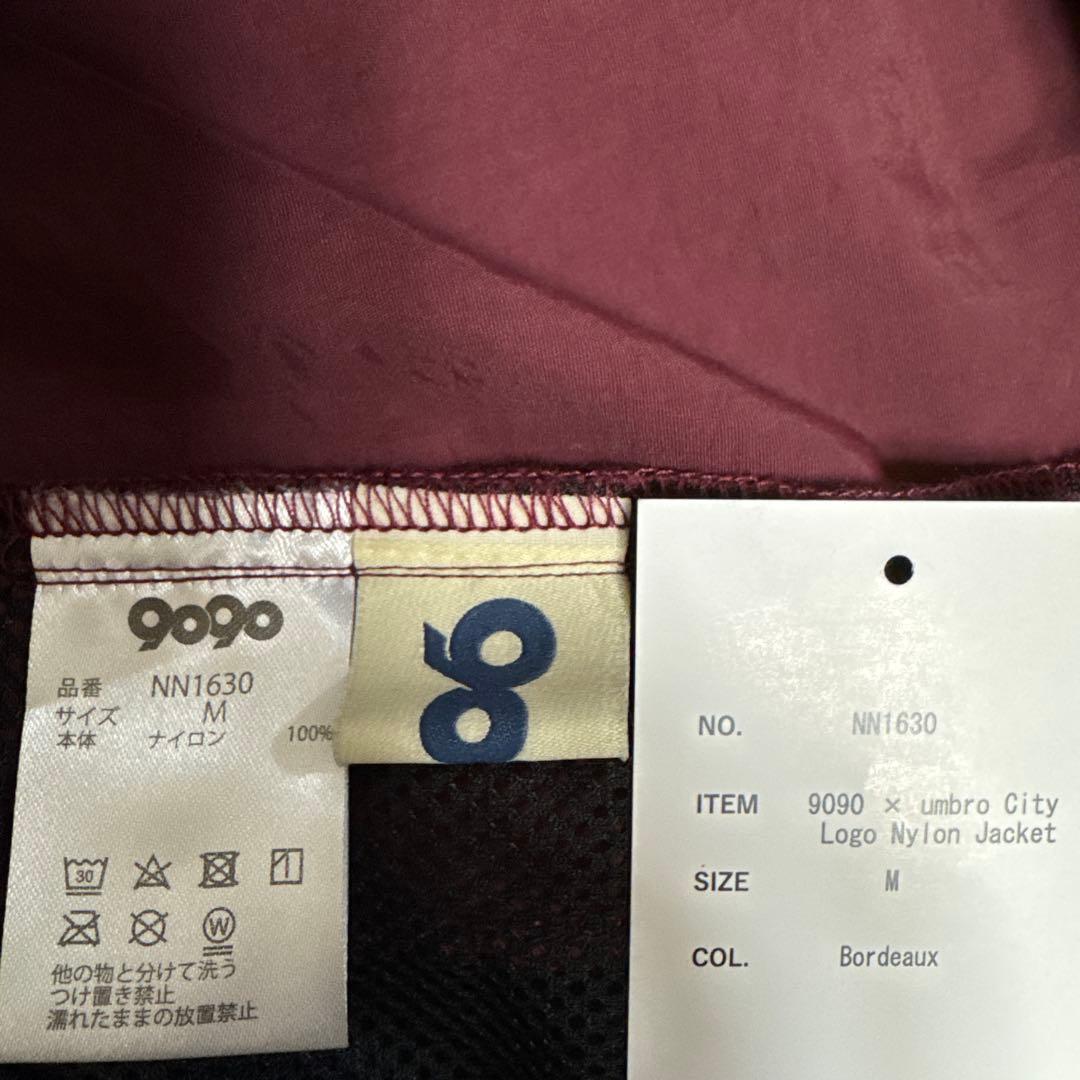 9090
品番 NN1630
サイズ M
本体 ナイロン 100%
30
W
他の物と分けて洗う
つけ置き禁止
濡れたままの放置禁止
90
NO. NN1630
ITEM 9090 × umbro City
Logo Nylon Jacket
SIZE M
COL. Bordeaux